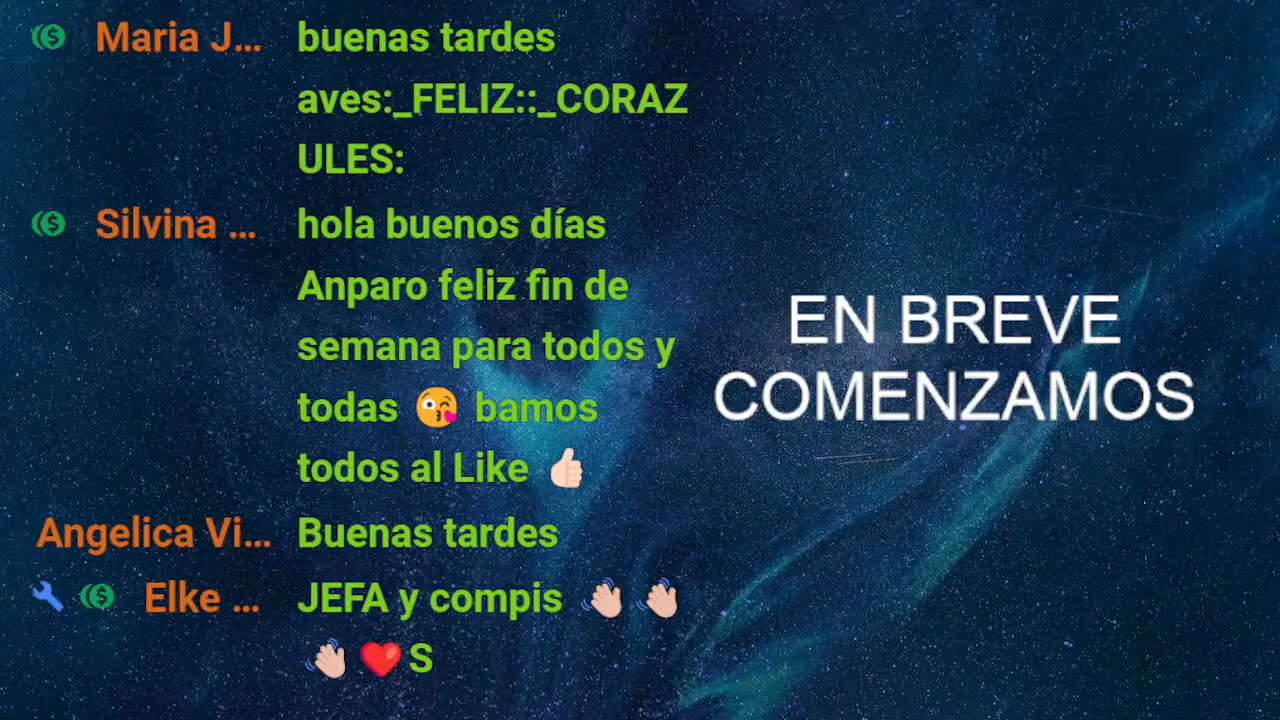 Maria J... buenas tardes
aves:_FELIZ::_CORAZ
ULES:
Silvina ... hola buenos días
Anparo feliz fin de
semana para todos y
todas 😘 bamos
todos al Like 👍🏻
Angelica Vi... Buenas tardes
Elke ... JEFA y compis 👋🏻 👋🏻
👋🏻 ❤️ S
EN BREVE
COMENZAMOS